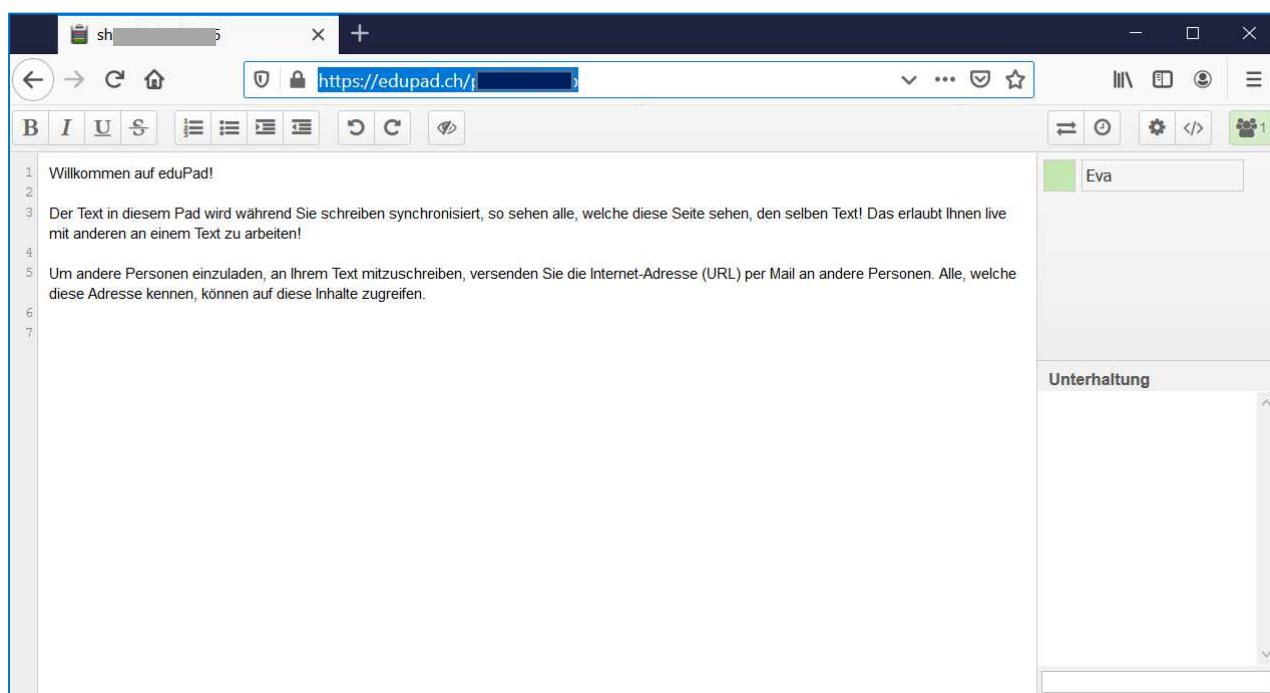 sh
https://edupad.ch/p
B I U S
1
1 Willkommen auf eduPad!
2
3 Der Text in diesem Pad wird während Sie schreiben synchronisiert, so sehen alle, welche diese Seite sehen, den selben Text! Das erlaubt Ihnen live
mit anderen an einem Text zu arbeiten!
4
5 Um andere Personen einzuladen, an Ihrem Text mitzuschreiben, versenden Sie die Internet-Adresse (URL) per Mail an andere Personen. Alle, welche
diese Adresse kennen, können auf diese Inhalte zugreifen.
6
7
Eva
Unterhaltung